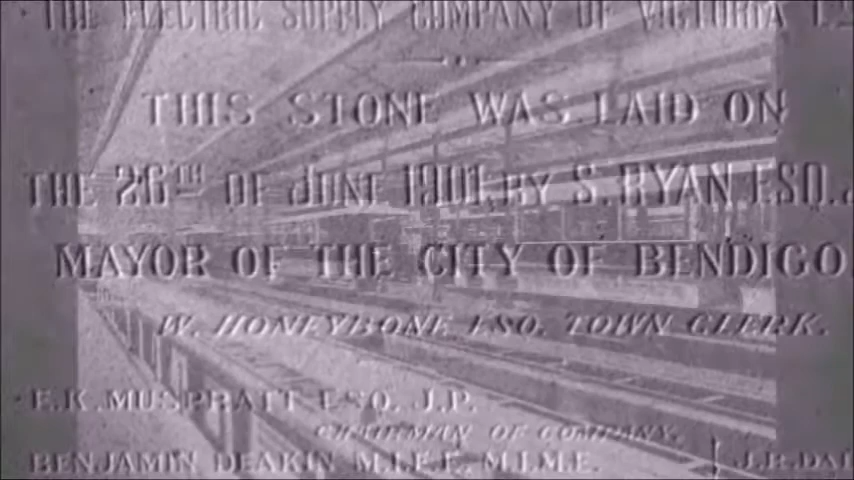 THE ELECTRIC SUPPLY COMPANY OF VICTORIA
THIS STONE WAS LAID ON
THE 26TH OF JUNE 1901, BY S. RYAN ESQ.
MAYOR OF THE CITY OF BENDIGO
W. HONEYBONE ESQ. TOWN CLERK.
E.K. MUSPRATT ESQ. J.P.
CHAIRMAN OF COMPANY.
BENJAMIN DEAKIN M.I.E.E. M.I.M.E. J.R.